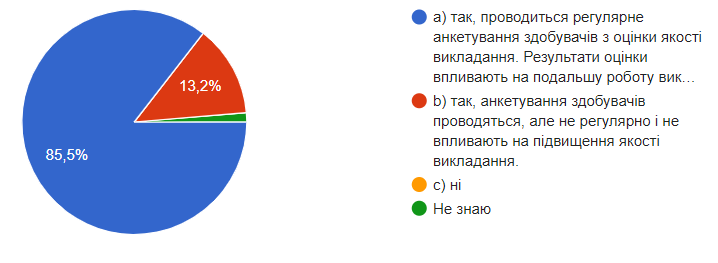 85,5%
13,2%
a) так, проводиться регулярне
анкетування здобувачів з оцінки якості
викладання. Результати оцінки
впливають на подальшу роботу вик…
b) так, анкетування здобувачів
проводяться, але не регулярно і не
впливають на підвищення якості
викладання.
c) ні
Не знаю